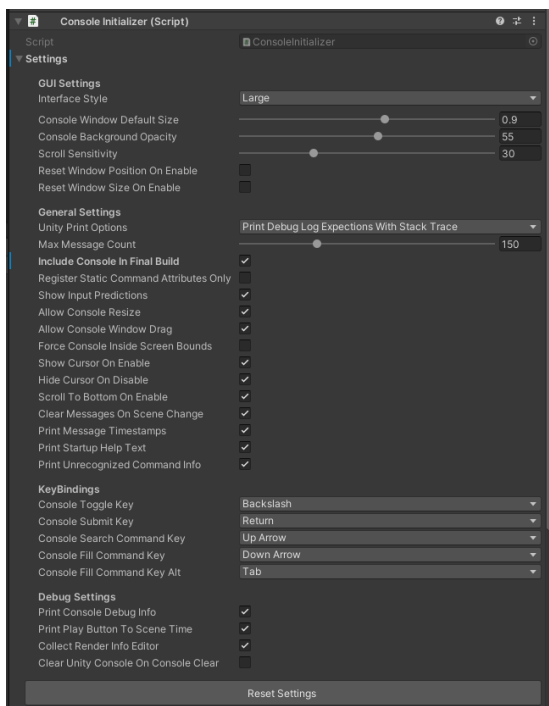 Console Initializer (Script)
Script ConsoleInitializer
Settings
GUI Settings
Interface Style Large
Console Window Default Size 0.9
Console Background Opacity 55
Scroll Sensitivity 30
Reset Window Position On Enable
Reset Window Size On Enable
General Settings
Unity Print Options Print Debug Log Expections With Stack Trace
Max Message Count 150
Include Console In Final Build
Register Static Command Attributes Only
Show Input Predictions
Allow Console Resize
Allow Console Window Drag
Force Console Inside Screen Bounds
Show Cursor On Enable
Hide Cursor On Disable
Scroll To Bottom On Enable
Clear Messages On Scene Change
Print Message Timestamps
Print Startup Help Text
Print Unrecognized Command Info
KeyBindings
Console Toggle Key Backslash
Console Submit Key Return
Console Search Command Key Up Arrow
Console Fill Command Key Down Arrow
Console Fill Command Key Alt Tab
Debug Settings
Print Console Debug Info
Print Play Button To Scene Time
Collect Render Info Editor
Clear Unity Console On Console Clear
Reset Settings